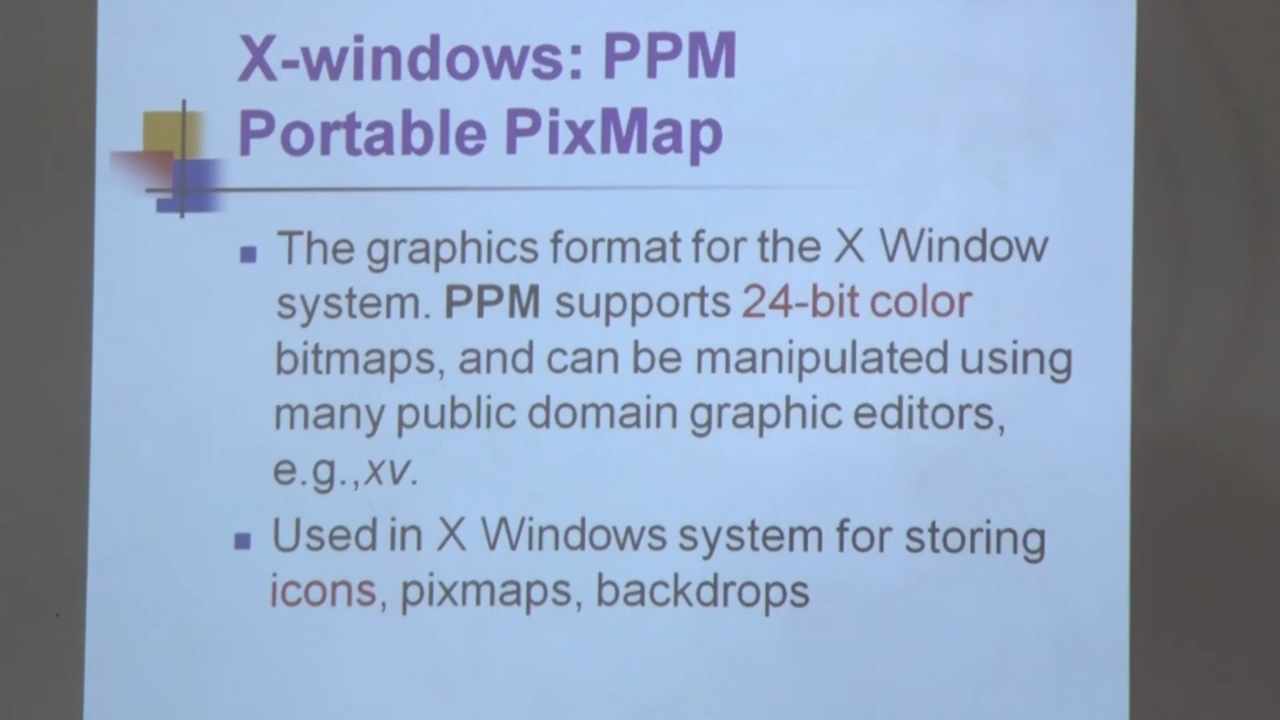 X-windows: PPM
Portable PixMap
The graphics format for the X Window
system. PPM supports 24-bit color
bitmaps, and can be manipulated using
many public domain graphic editors,
e.g.,xv.
Used in X Windows system for storing
icons, pixmaps, backdrops